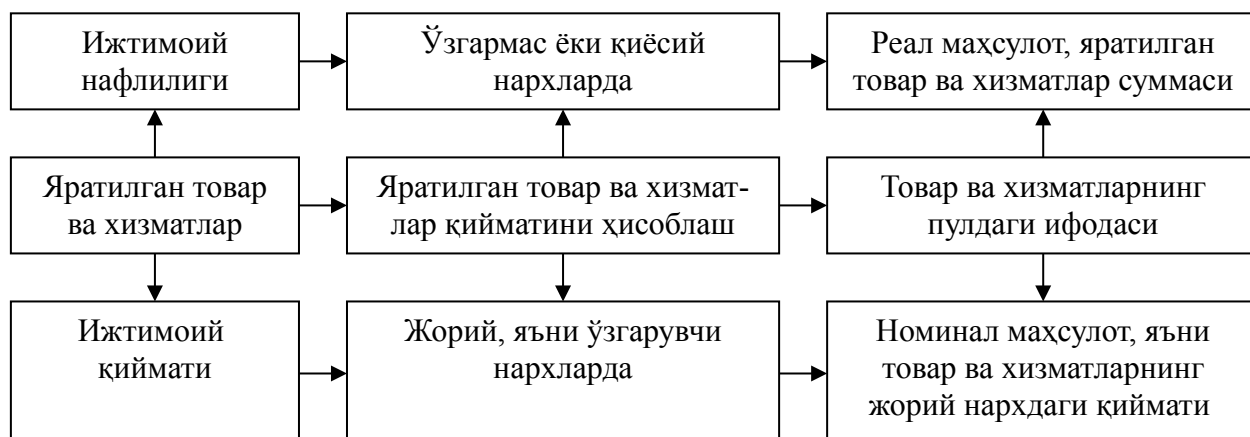 Ижтимоий
нафлилиги
Ўзгармас ёки қиёсий
нархларда
Реал маҳсулот, яратилган
товар ва хизматлар суммаси
Яратилган товар
ва хизматлар
Яратилган товар ва хизмат-
лар қийматини ҳисоблаш
Товар ва хизматларнинг
пулдаги ифодаси
Ижтимоий
қиймати
Жорий, яъни ўзгарувчи
нархларда
Номинал маҳсулот, яъни
товар ва хизматларнинг
жорий нархдаги қиймати